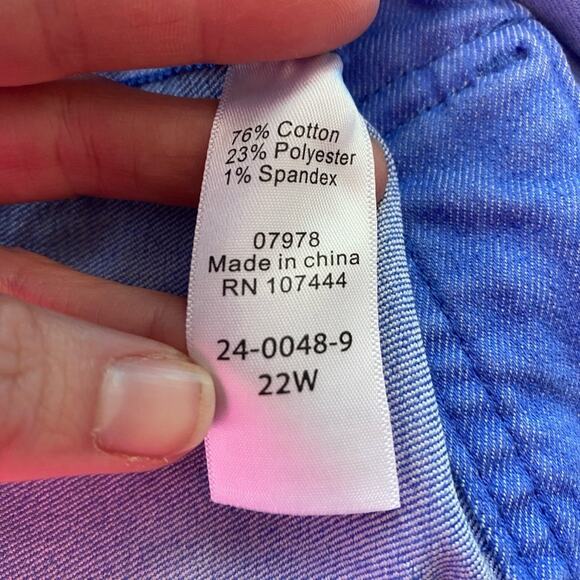 76% Cotton
23% Polyester
1% Spandex
07978
Made in china
RN 107444
24-0048-9
22W